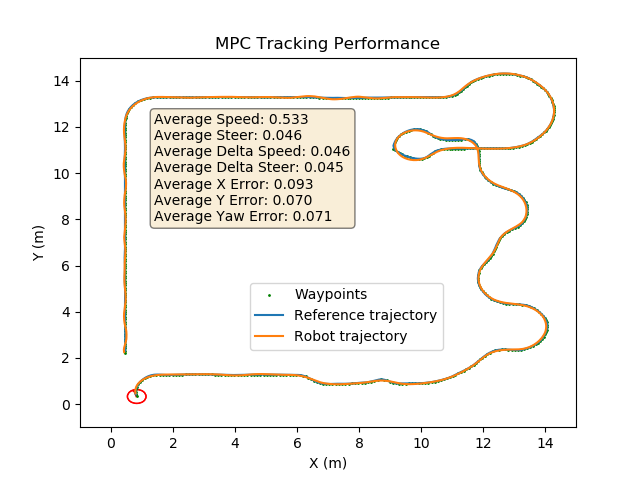 MPC Tracking Performance
14
12
10
8
6
4
2
0
Y (m)
Average Speed: 0.533
Average Steer: 0.046
Average Delta Speed: 0.046
Average Delta Steer: 0.045
Average X Error: 0.093
Average Y Error: 0.070
Average Yaw Error: 0.071
Waypoints
Reference trajectory
Robot trajectory
0 2 4 6 8 10 12 14
X (m)